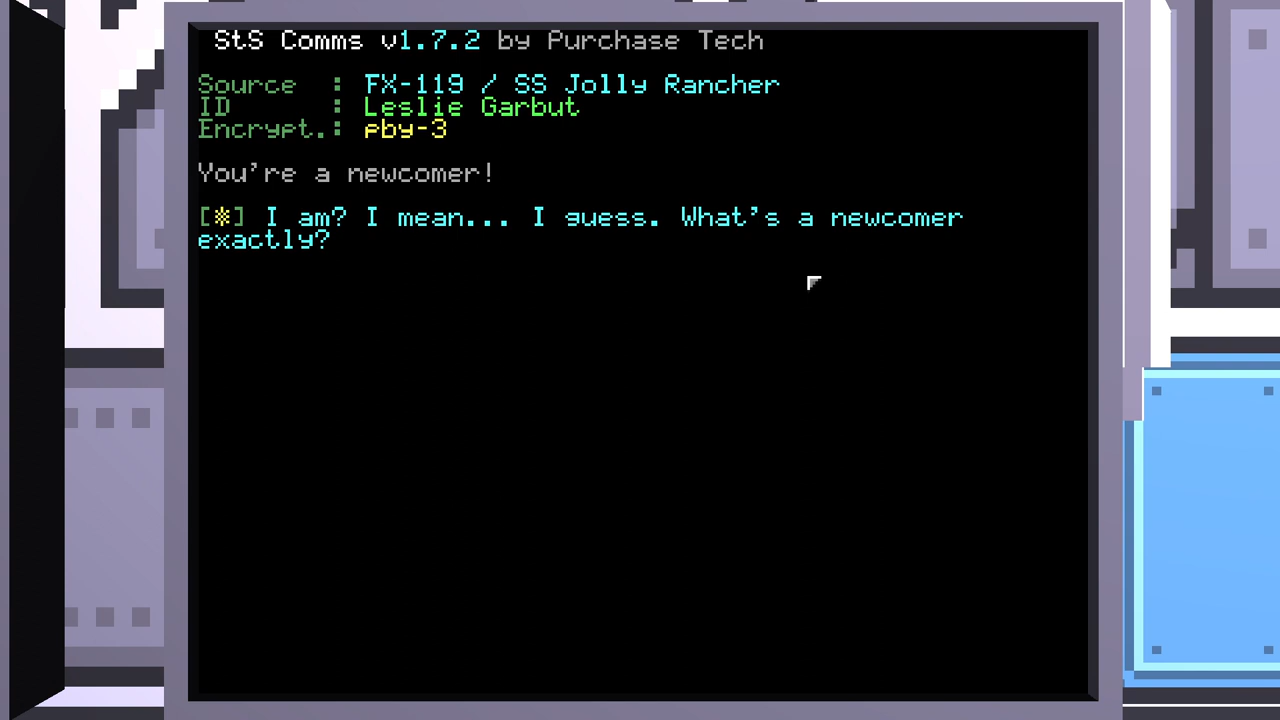 StS Comms v1.7.2 by Purchase Tech
Source : FX-119 / SS Jolly Rancher
ID : Leslie Garbut
Encrypt.: pby-3
You're a newcomer!
[※] I am? I mean... I guess. What's a newcomer
exactly?